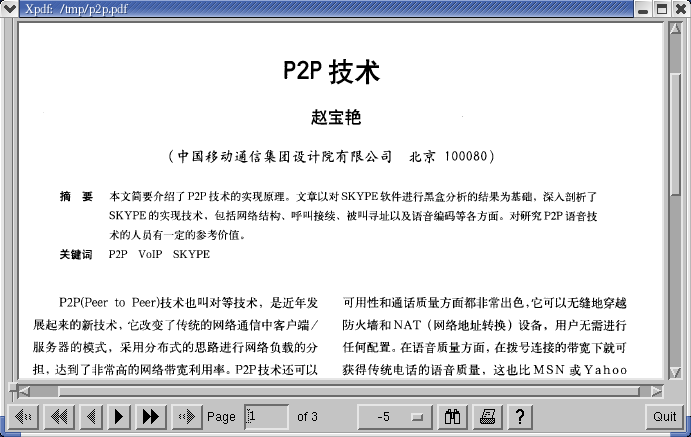 Xpdf: /tmp/p2p.pdf
P2P 技术
赵宝艳
(中国移动通信集团设计院有限公司 北京 100080)
摘 要 本文简要介绍了P2P技术的实现原理。文章以对SKYPE软件进行黑盒分析的结果为基础，深入剖析了
SKYPE的实现技术，包括网络结构、呼叫接续、被叫寻址以及语音编码等各方面。对研究P2P语音技
术的人员有一定的参考价值。
关键词 P2P VoIP SKYPE
P2P(Peer to Peer)技术也叫对等技术，是近年发
展起来的新技术，它改变了传统的网络通信中客户端/
服务器的模式，采用分布式的思路进行网络负载的分
担，达到了非常高的网络带宽利用率。P2P技术还可以
可用性和通话质量方面都非常出色，它可以无缝地穿越
防火墙和NAT（网络地址转换）设备，用户无需进行
任何配置。在语音质量方面，在拨号连接的带宽下就可
获得传统电话的语音质量，这也比MSN或Yahoo
Page 1 of 3 -5 ? Quit